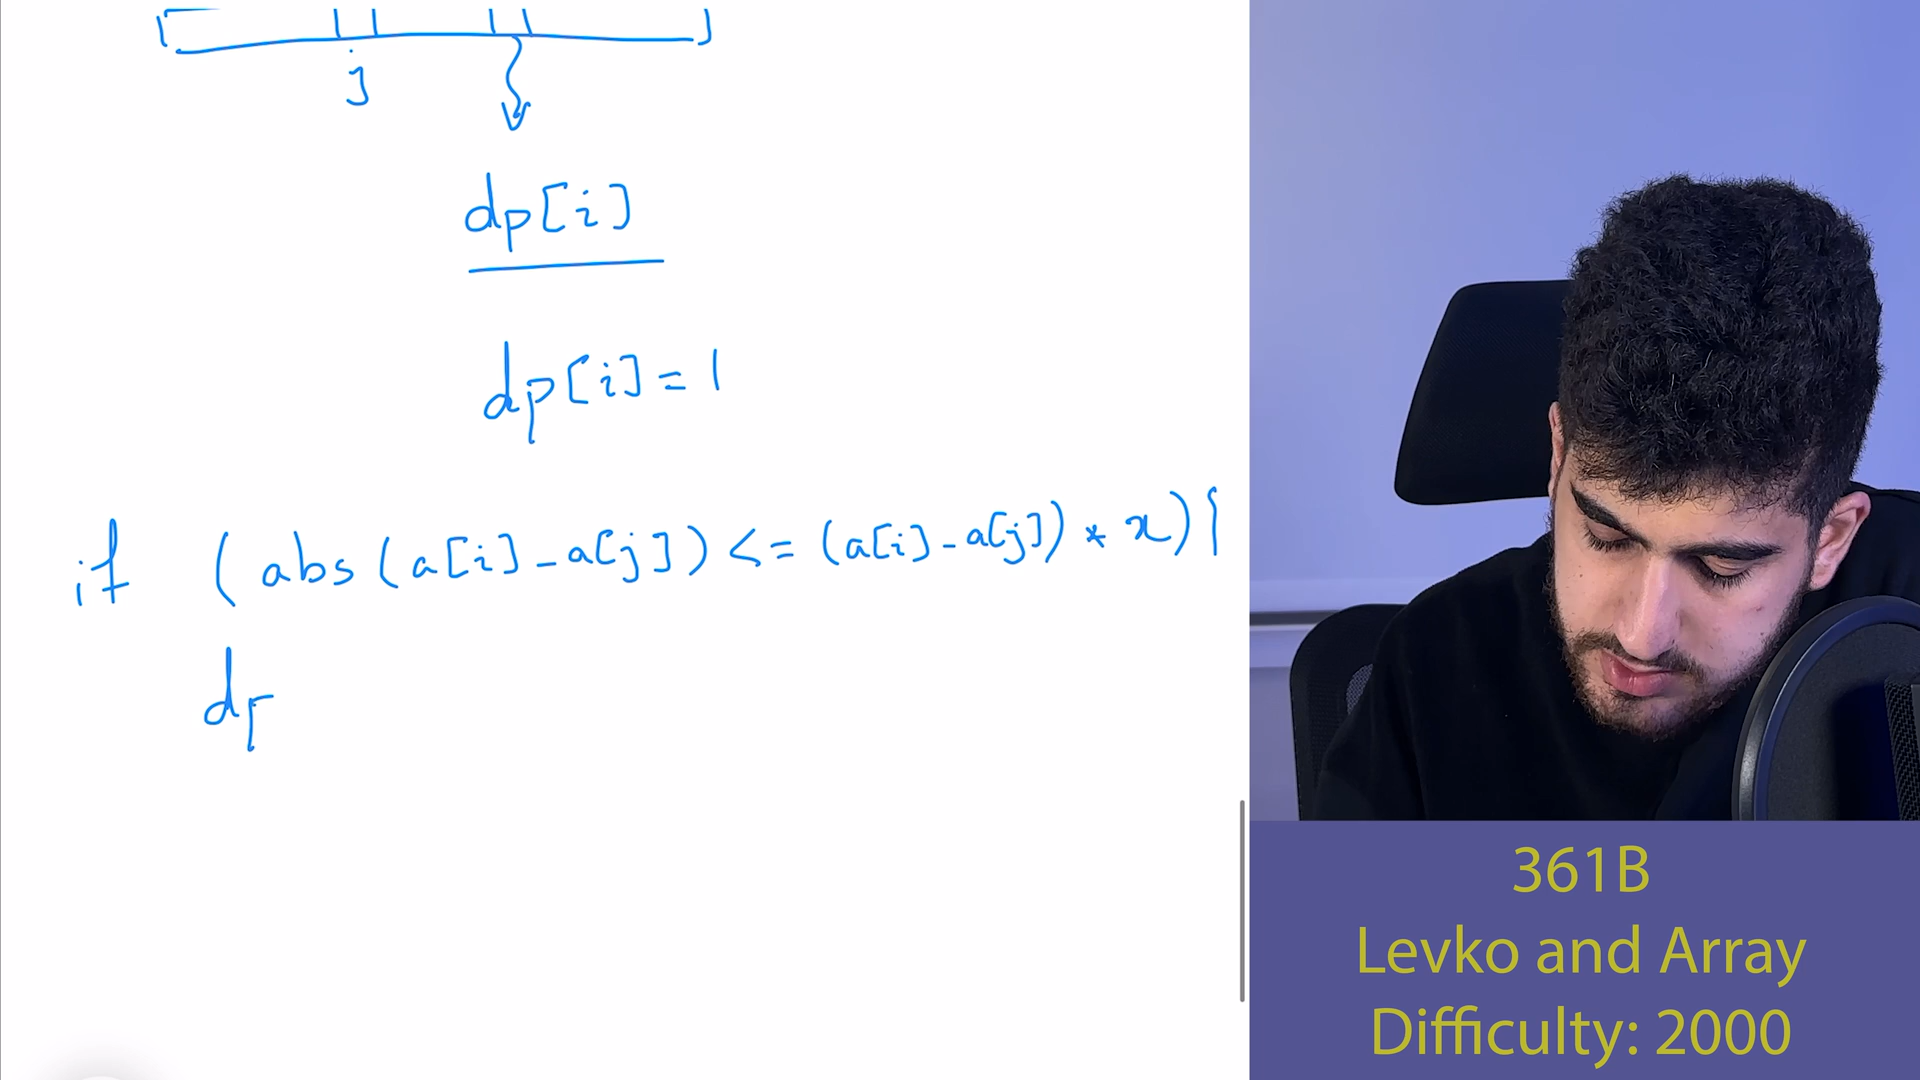 j
dp[i]
dp[i] = 1
if (abs(a[i]-a[j]) <= (a[i]-a[j]) * x) {
dp
361B
Levko and Array
Difficulty: 2000